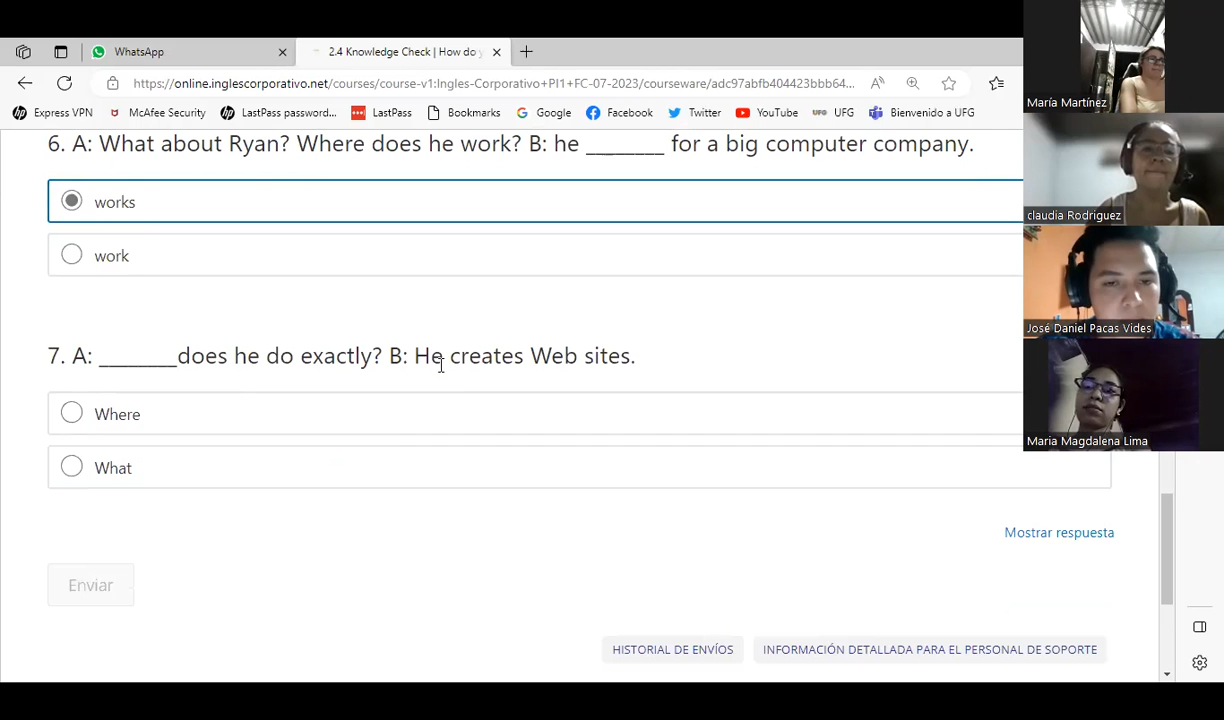 WhatsApp
2.4 Knowledge Check | How do y
https://online.inglescorporativo.net/courses/course-v1:Ingles-Corporativo+PI1+FC-07-2023/courseware/adc97abfb404423bbb64...
Express VPN McAfee Security LastPass password... LastPass Bookmarks Google Facebook Twitter YouTube UFG UFG Bienvenido a UFG
6. A: What about Ryan? Where does he work? B: he ________ for a big computer company.
works
work
7. A: ________does he do exactly? B: He creates Web sites.
Where
What
Mostrar respuesta
Enviar
HISTORIAL DE ENVÍOS
INFORMACIÓN DETALLADA PARA EL PERSONAL DE SOPORTE
María Martínez
claudia Rodriguez
José Daniel Pacas Vides
Maria Magdalena Lima